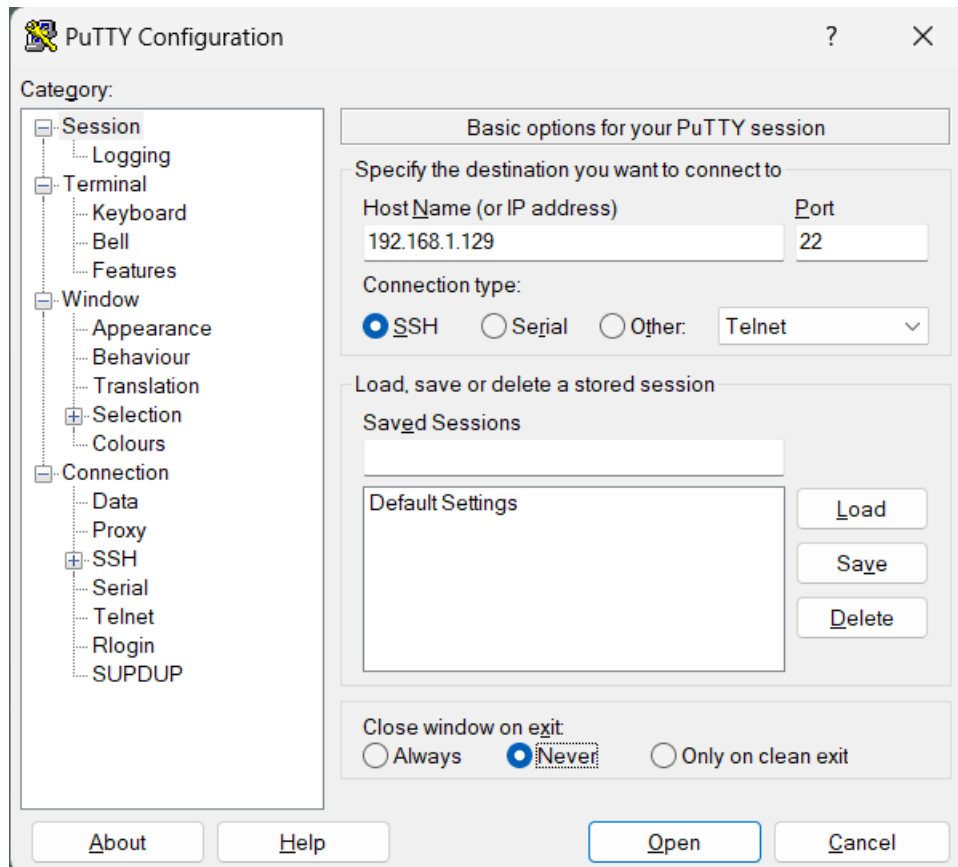 PuTTY Configuration
?
Category:
Session
Logging
Terminal
Keyboard
Bell
Features
Window
Appearance
Behaviour
Translation
Selection
Colours
Connection
Data
Proxy
SSH
Serial
Telnet
Rlogin
SUPDUP
Basic options for your PuTTY session
Specify the destination you want to connect to
Host Name (or IP address) Port
192.168.1.129 22
Connection type:
SSH Serial Other: Telnet
Load, save or delete a stored session
Saved Sessions
Default Settings
Load
Save
Delete
Close window on exit:
Always Never Only on clean exit
About Help Open Cancel